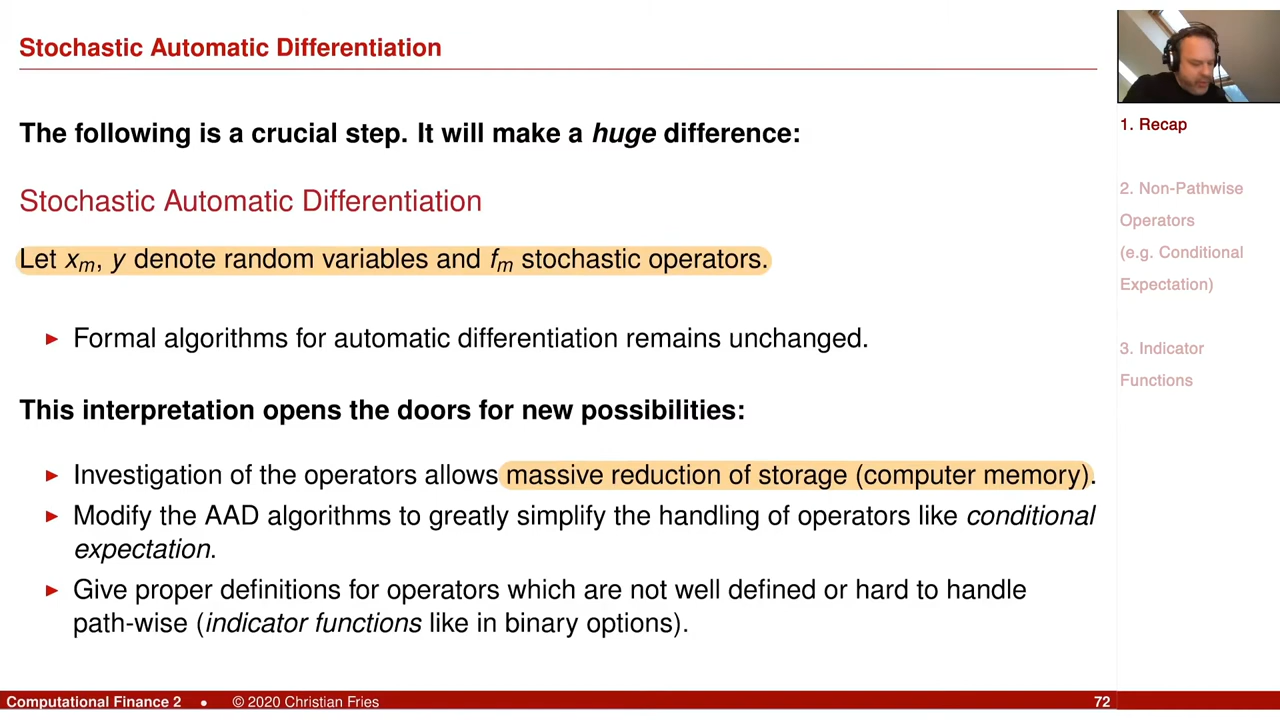 Stochastic Automatic Differentiation
The following is a crucial step. It will make a huge difference:
Stochastic Automatic Differentiation
Let xₘ, y denote random variables and fₘ stochastic operators.
► Formal algorithms for automatic differentiation remains unchanged.
This interpretation opens the doors for new possibilities:
► Investigation of the operators allows massive reduction of storage (computer memory).
► Modify the AAD algorithms to greatly simplify the handling of operators like conditional
expectation.
► Give proper definitions for operators which are not well defined or hard to handle
path-wise (indicator functions like in binary options).
1. Recap
2. Non-Pathwise
Operators
(e.g. Conditional
Expectation)
3. Indicator
Functions
Computational Finance 2 • © 2020 Christian Fries 72